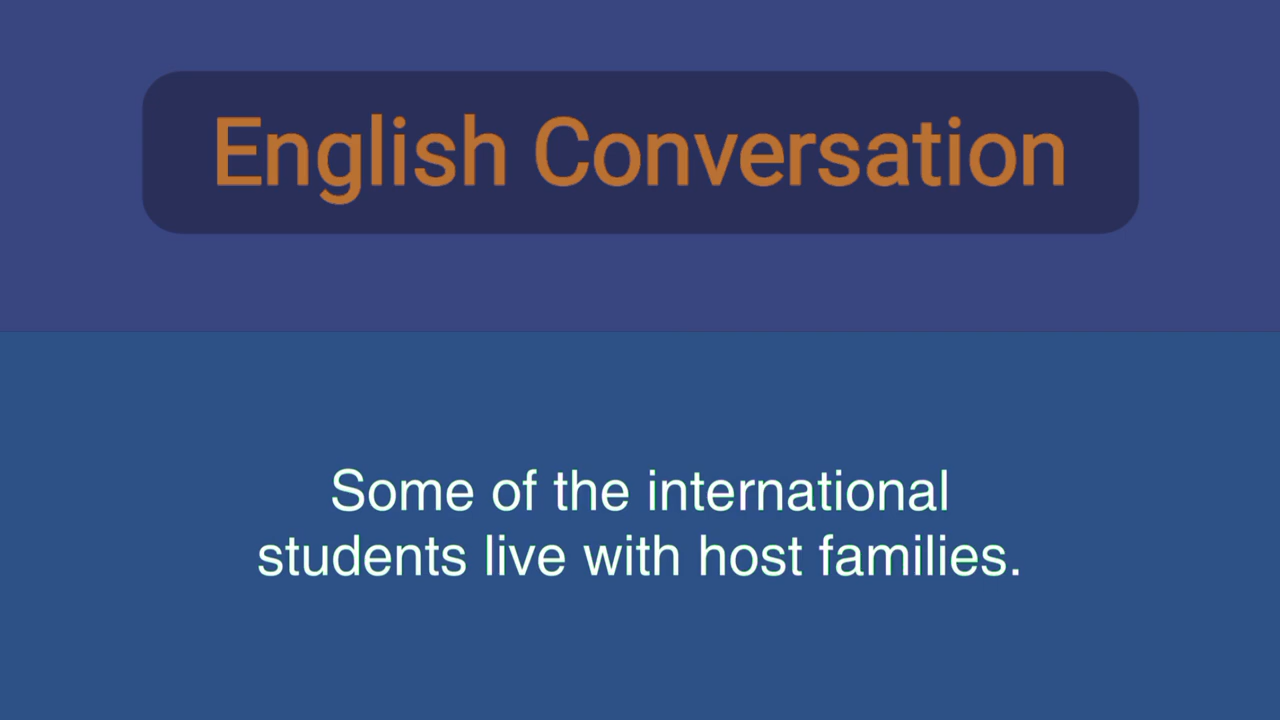 English Conversation
Some of the international
students live with host families.